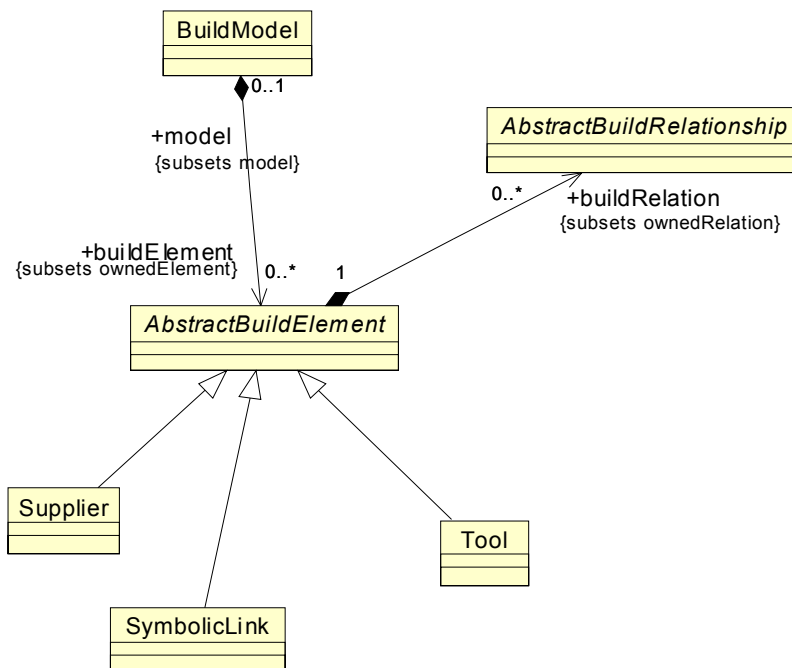 BuildModel
0..1
+model
{subsets model}
AbstractBuildRelationship
0..*
+buildRelation
{subsets ownedRelation}
+buildElement
{subsets ownedElement}
0..*
1
AbstractBuildElement
Supplier
Tool
SymbolicLink